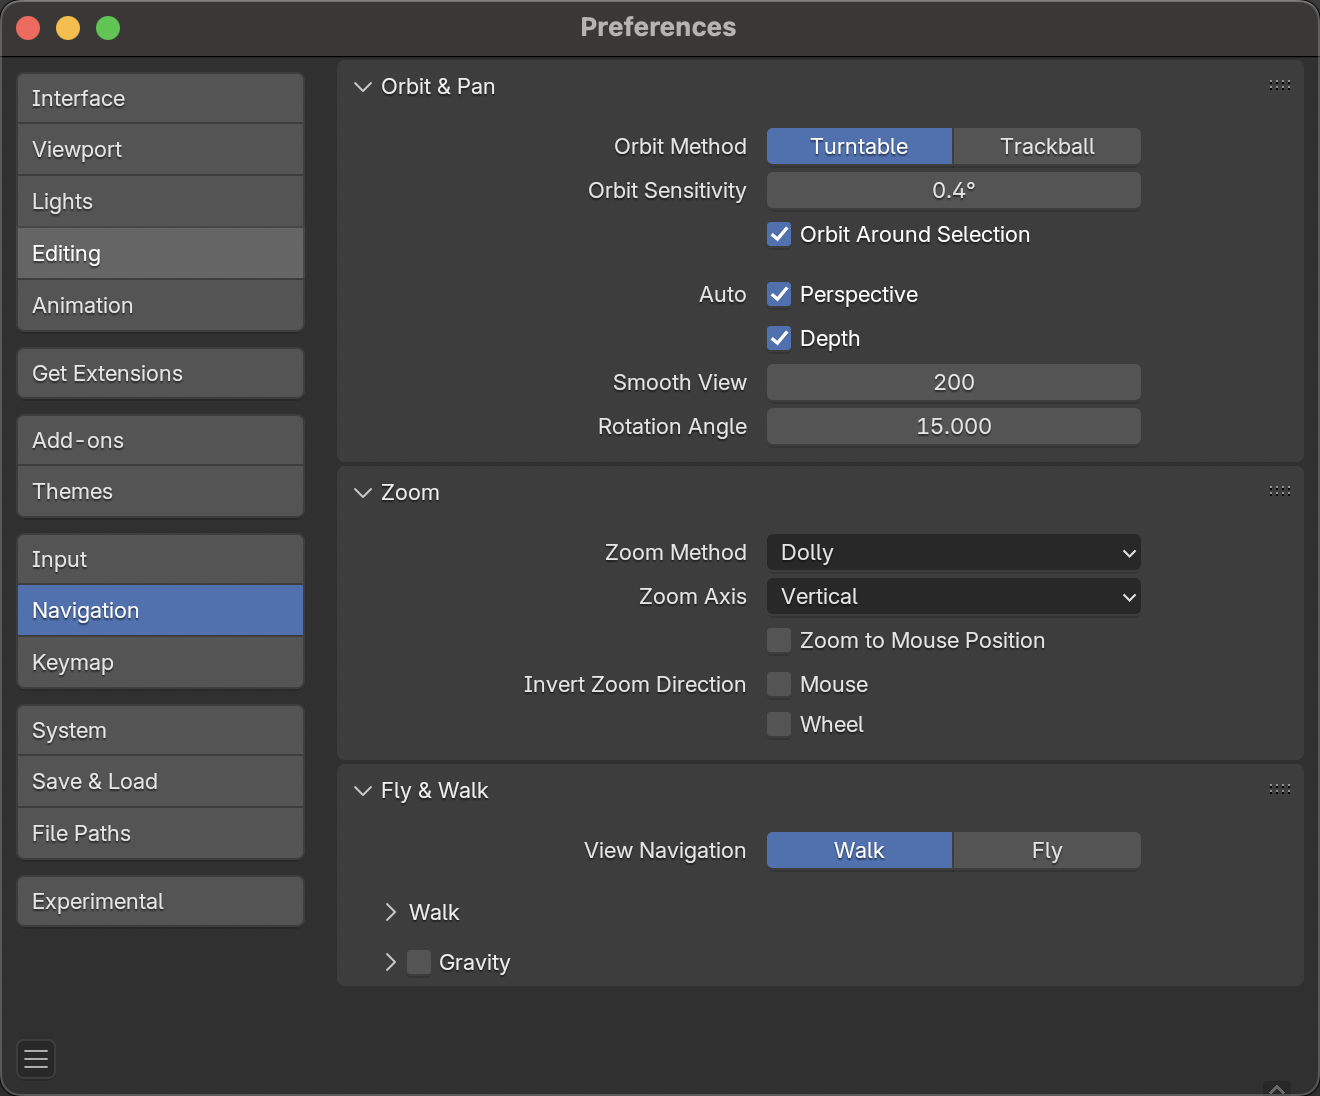 Preferences
Interface
Viewport
Lights
Editing
Animation
Get Extensions
Add-ons
Themes
Input
Navigation
Keymap
System
Save & Load
File Paths
Experimental
Orbit & Pan
Orbit Method Turntable Trackball
Orbit Sensitivity 0.4°
Orbit Around Selection
Auto Perspective
Depth
Smooth View 200
Rotation Angle 15.000
Zoom
Zoom Method Dolly
Zoom Axis Vertical
Zoom to Mouse Position
Invert Zoom Direction Mouse
Wheel
Fly & Walk
View Navigation Walk Fly
Walk
Gravity